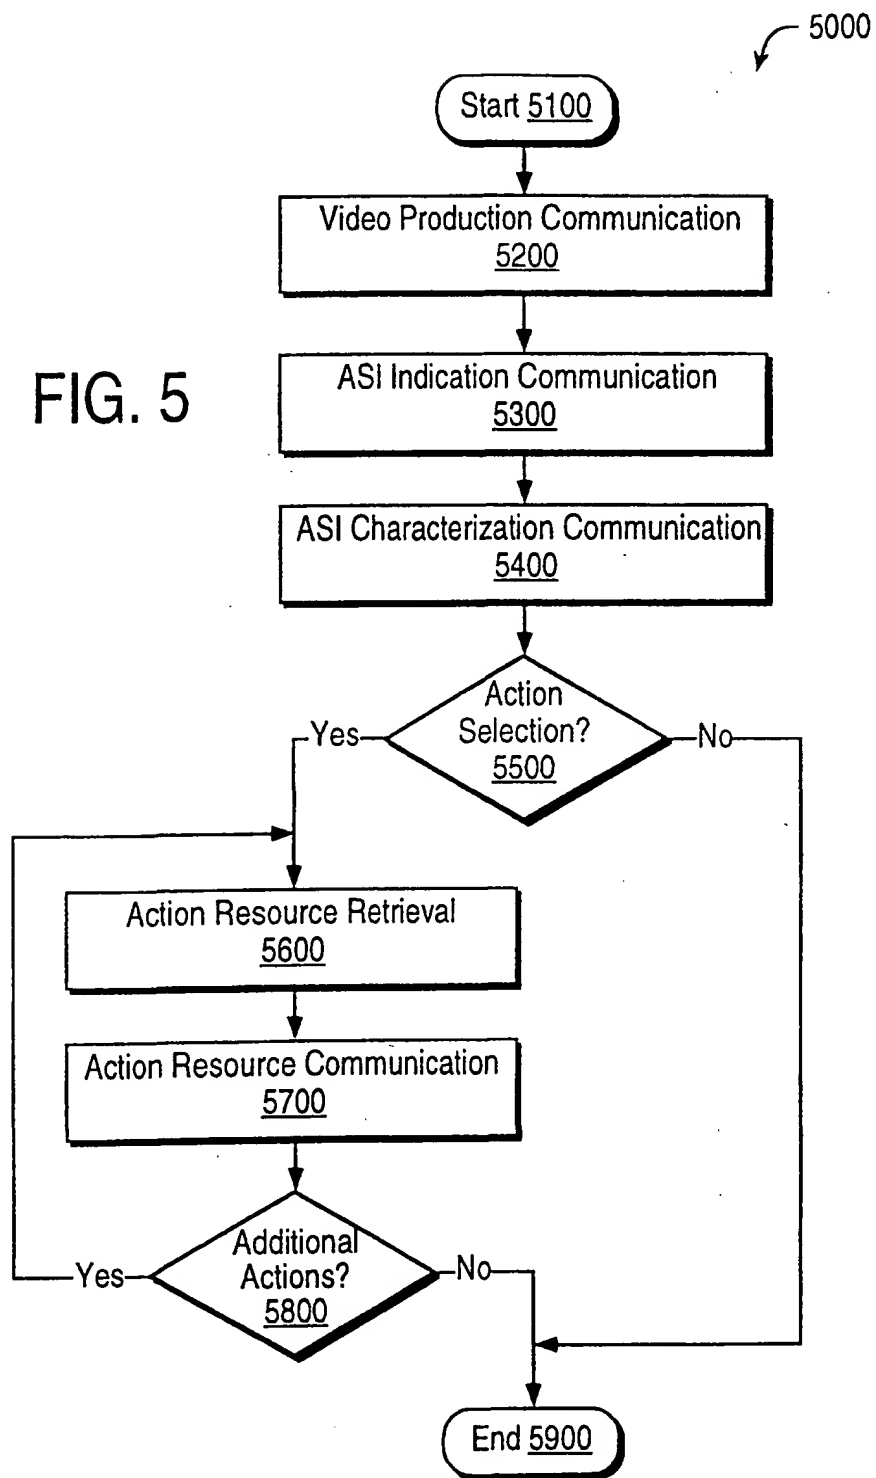 5000
Start 5100
Video Production Communication
5200
FIG. 5
ASI Indication Communication
5300
ASI Characterization Communication
5400
Action
Selection?
5500
Yes
No
Action Resource Retrieval
5600
Action Resource Communication
5700
Additional
Actions?
5800
Yes
No
End 5900